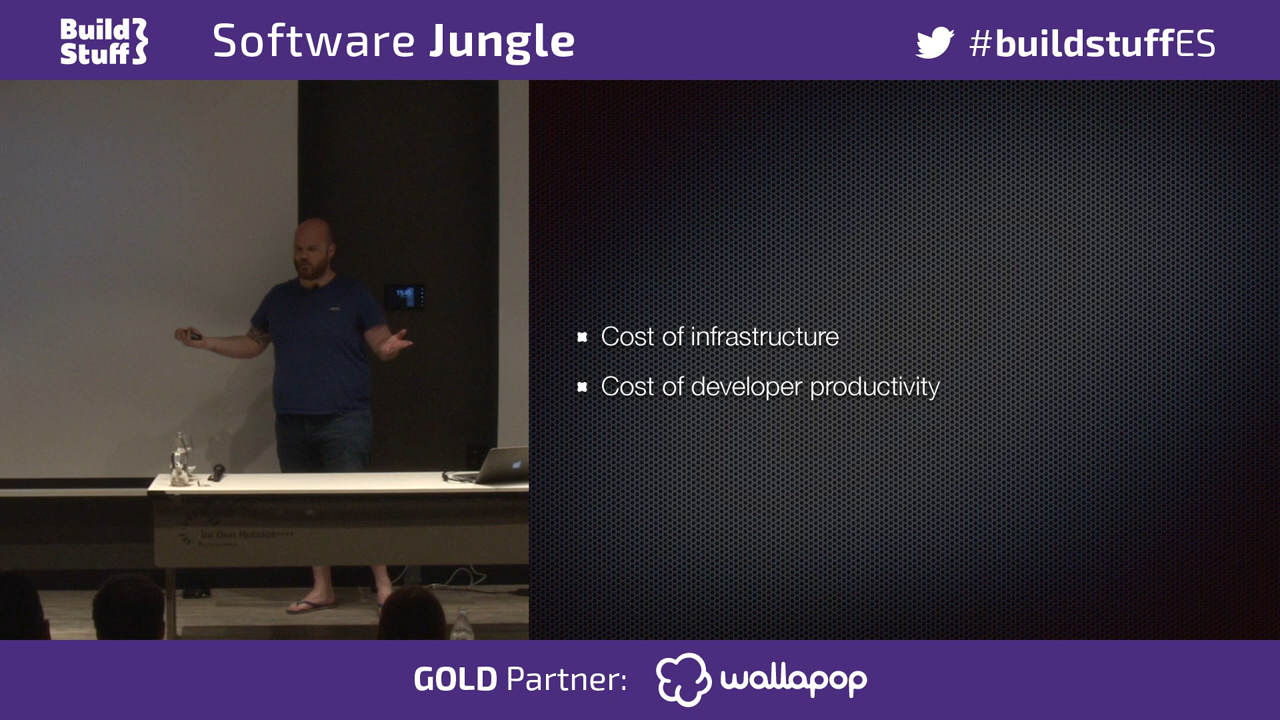 Build
Stuff
Software Jungle
#buildstuffES
Cost of infrastructure
Cost of developer productivity
GOLD Partner:
wallapop